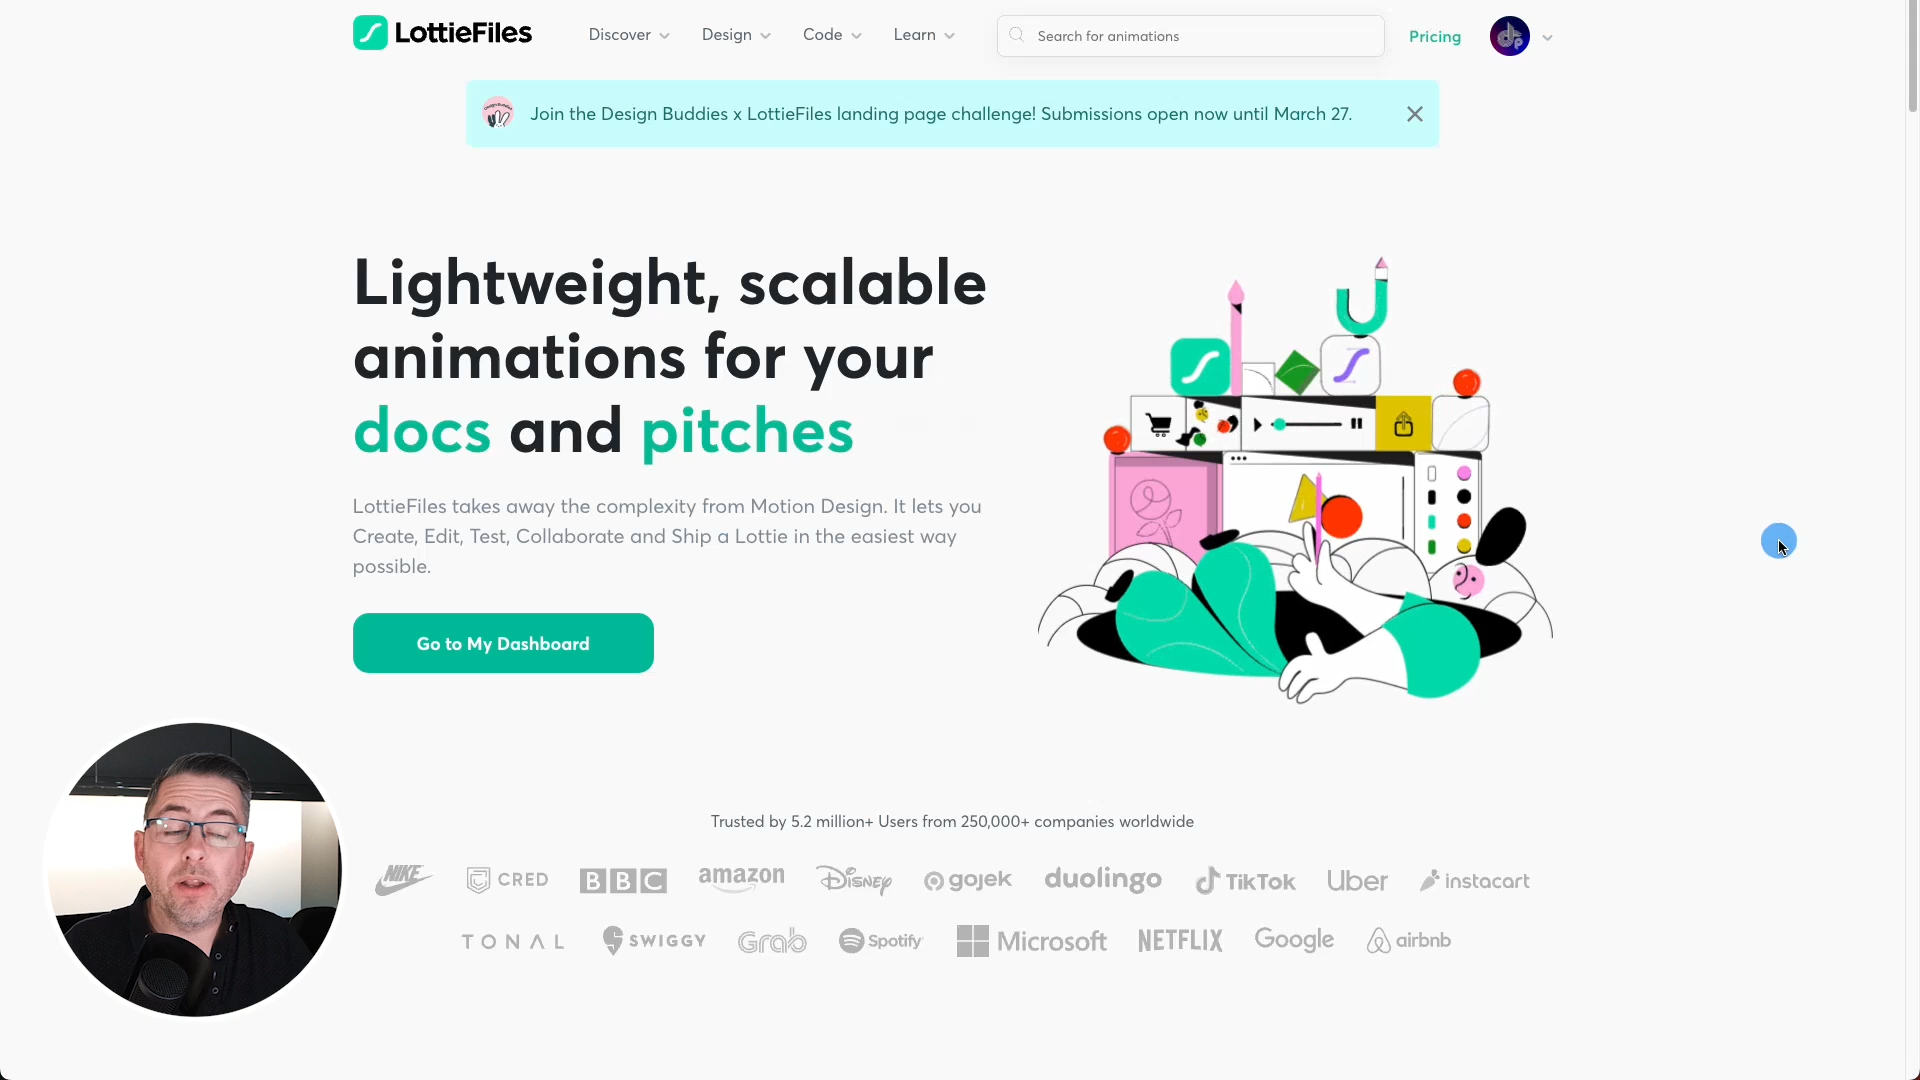 LottieFiles
Discover
Design
Code
Learn
Search for animations
Pricing
Join the Design Buddies x LottieFiles landing page challenge! Submissions open now until March 27.
Lightweight, scalable
animations for your
docs and pitches
LottieFiles takes away the complexity from Motion Design. It lets you
Create, Edit, Test, Collaborate and Ship a Lottie in the easiest way
possible.
Go to My Dashboard
Trusted by 5.2 million+ Users from 250,000+ companies worldwide
NIKE CRED BBC amazon Disney gojek duolingo TikTok Uber instacart
TONAL SWIGGY Grab Spotify Microsoft NETFLIX Google airbnb